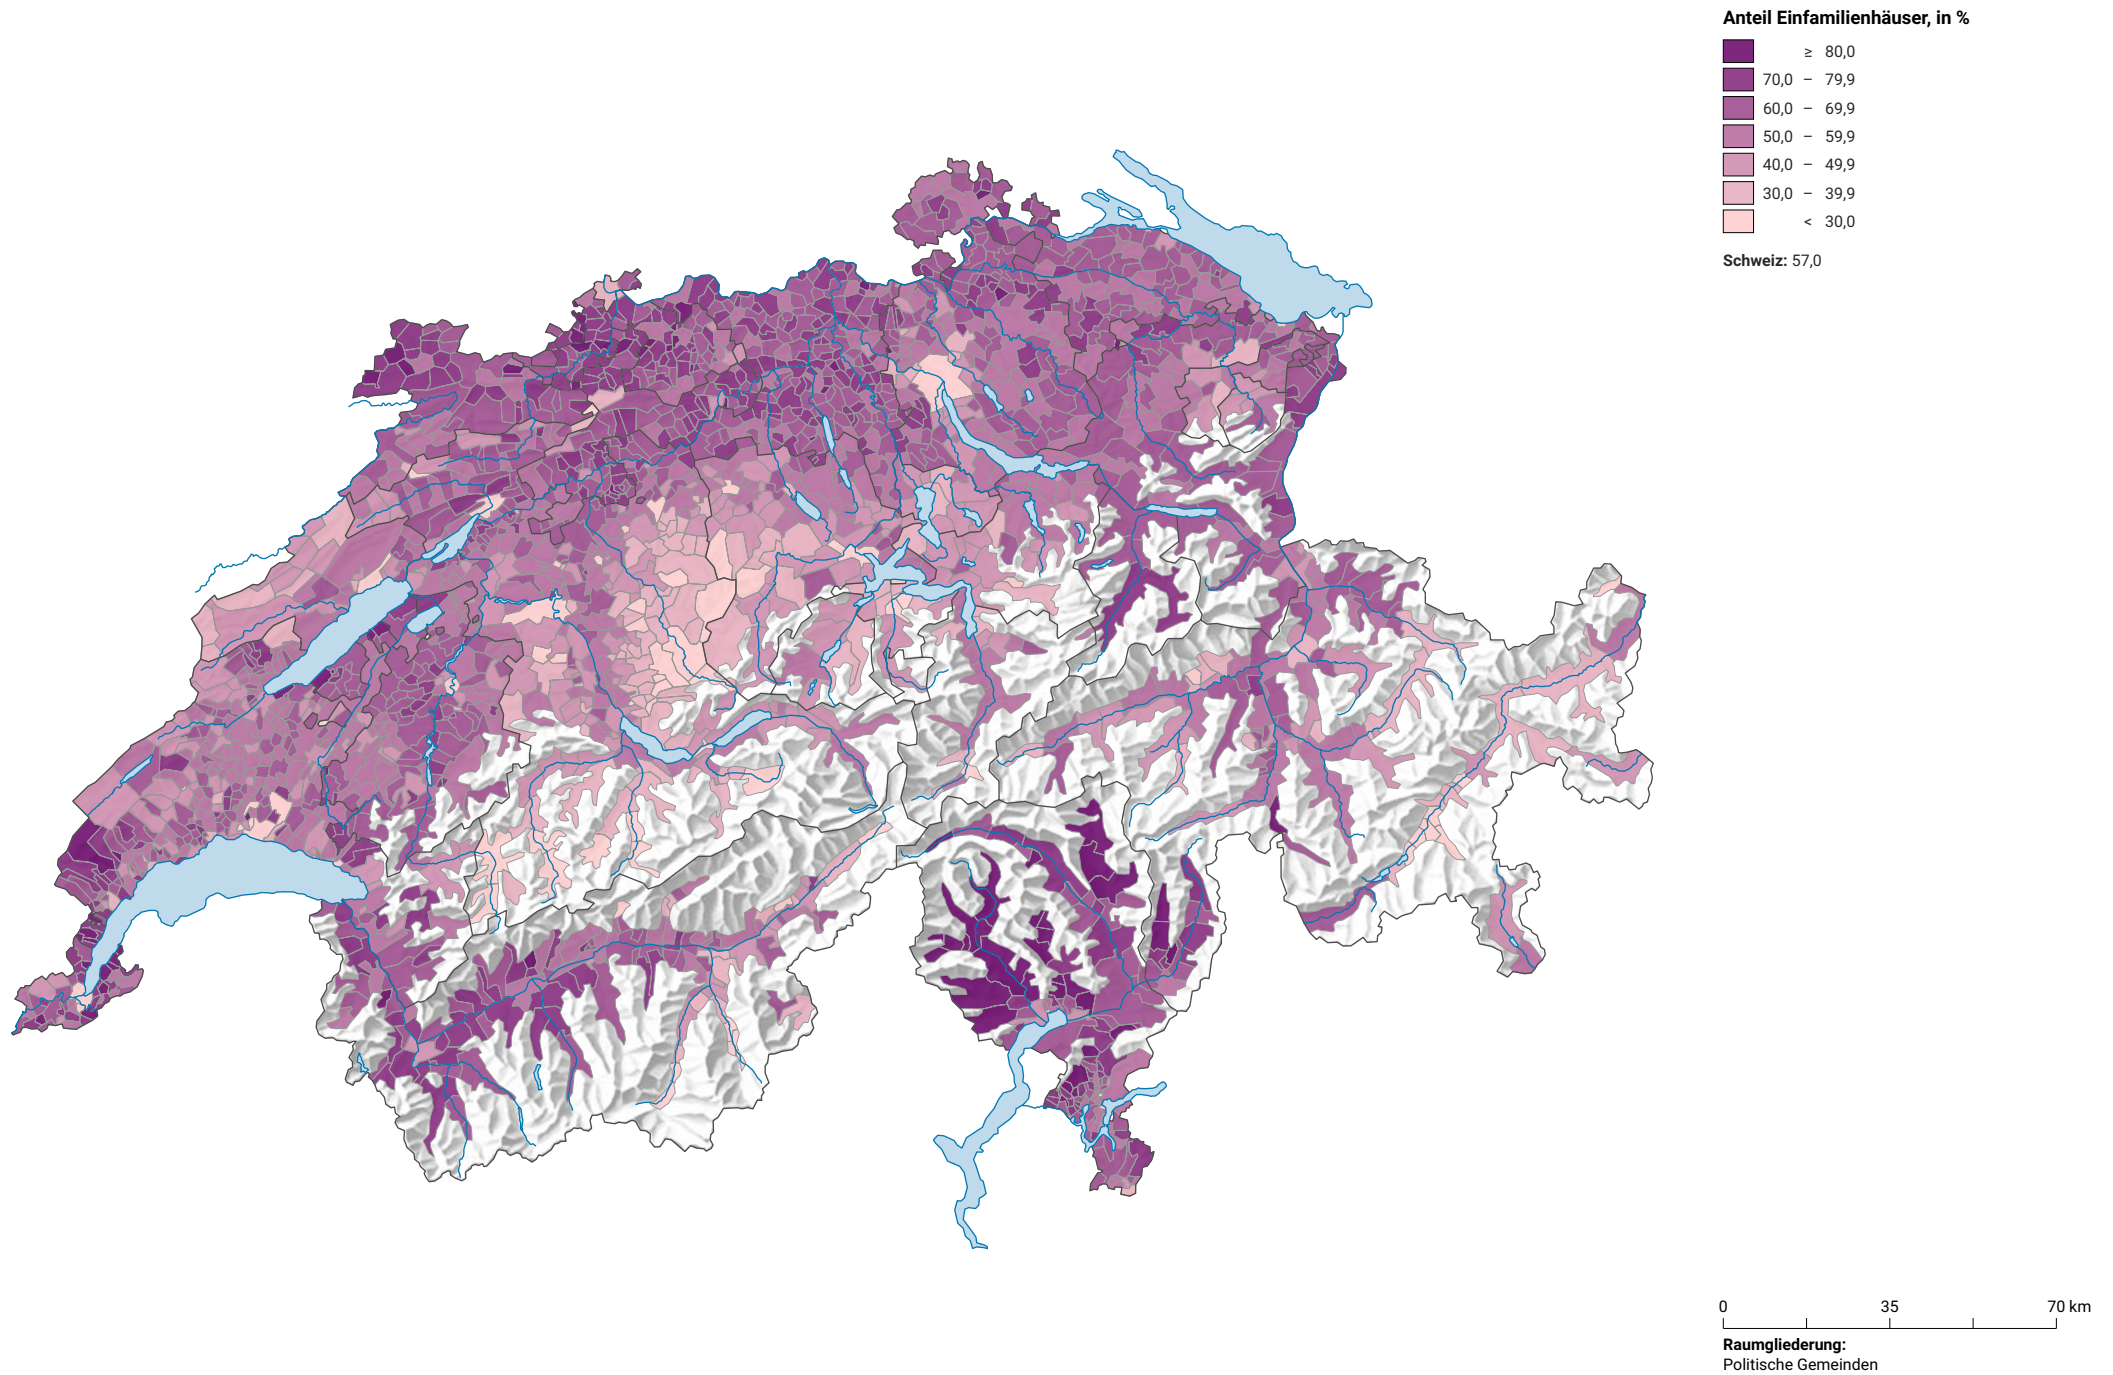 Anteil Einfamilienhäuser, in %
≥ 80,0
70,0 – 79,9
60,0 – 69,9
50,0 – 59,9
40,0 – 49,9
30,0 – 39,9
< 30,0
Schweiz: 57,0
0 35 70 km
Raumgliederung:
Politische Gemeinden